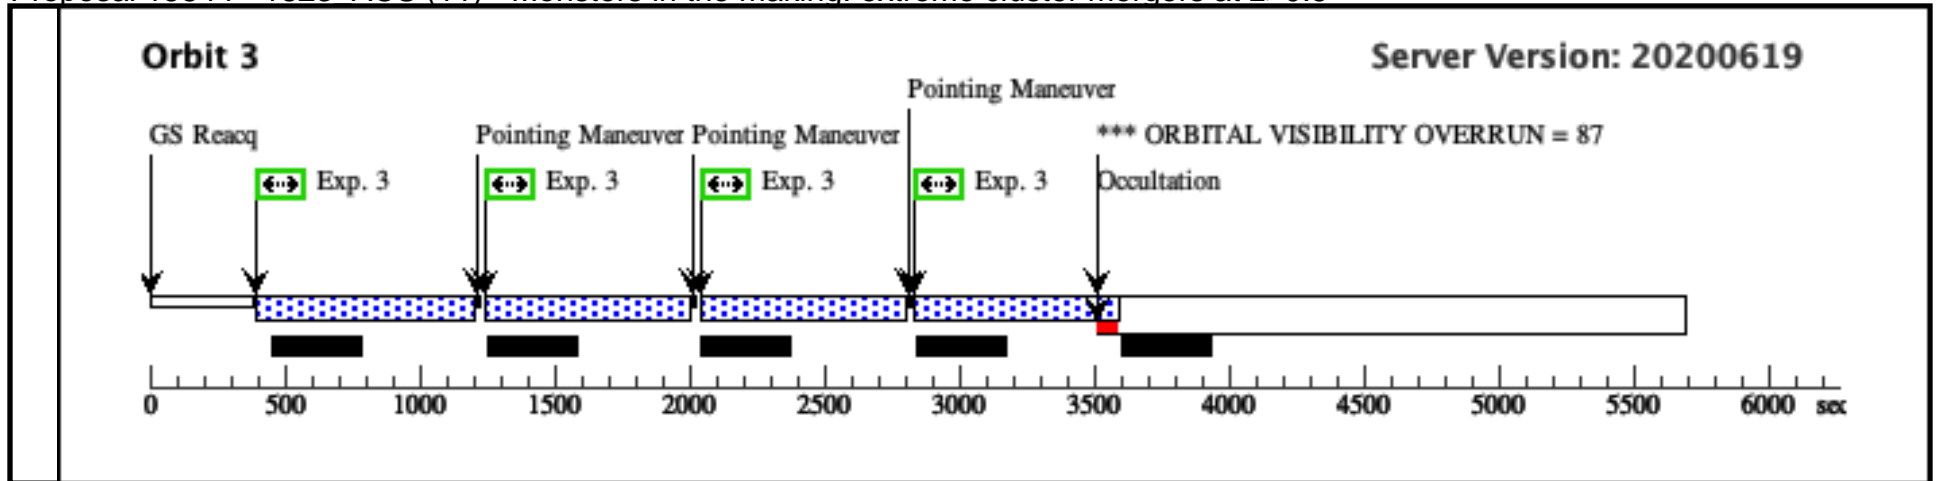 Orbit 3
Server Version: 20200619
Pointing Maneuver
GS Reacq
Pointing Maneuver Pointing Maneuver
*** ORBITAL VISIBILITY OVERRUN = 87
Exp. 3
Exp. 3
Exp. 3
Exp. 3
Occultation
0 500 1000 1500 2000 2500 3000 3500 4000 4500 5000 5500 6000 sec